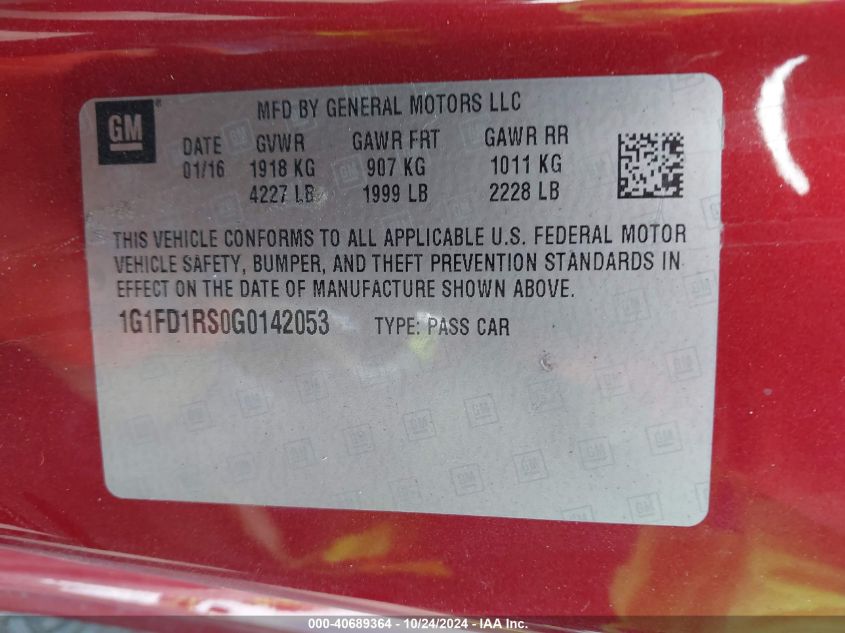 GM
MFD BY GENERAL MOTORS LLC
DATE GVWR GAWR FRT GAWR RR
01/16 1918 KG 907 KG 1011 KG
4227 LB 1999 LB 2228 LB
THIS VEHICLE CONFORMS TO ALL APPLICABLE U.S. FEDERAL MOTOR
VEHICLE SAFETY, BUMPER, AND THEFT PREVENTION STANDARDS IN
EFFECT ON THE DATE OF MANUFACTURE SHOWN ABOVE.
1G1FD1RS0G0142053 TYPE: PASS CAR
000-40689364 - 10/24/2024 - IAA Inc.